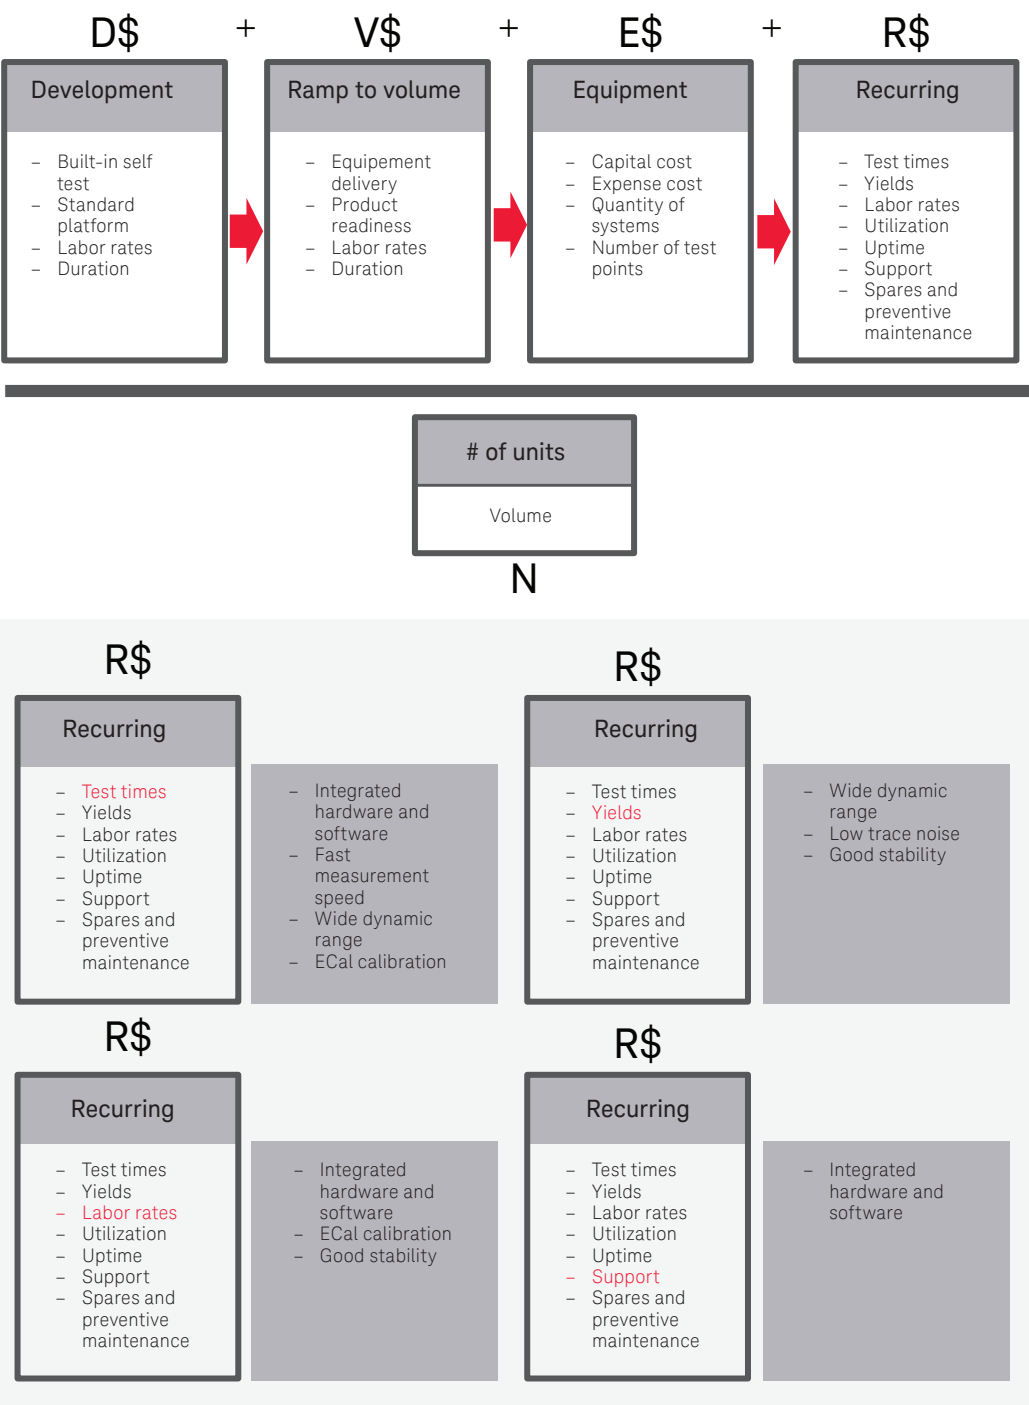 D$ + V$ + E$ + R$
Development
– Built-in self
test
– Standard
platform
– Labor rates
– Duration
Ramp to volume
– Equipement
delivery
– Product
readiness
– Labor rates
– Duration
Equipment
– Capital cost
– Expense cost
– Quantity of
systems
– Number of test
points
Recurring
– Test times
– Yields
– Labor rates
– Utilization
– Uptime
– Support
– Spares and
preventive
maintenance
# of units
Volume
N
R$
Recurring
– Test times
– Yields
– Labor rates
– Utilization
– Uptime
– Support
– Spares and
preventive
maintenance
– Integrated
hardware and
software
– Fast
measurement
speed
– Wide dynamic
range
– ECal calibration
R$
Recurring
– Test times
– Yields
– Labor rates
– Utilization
– Uptime
– Support
– Spares and
preventive
maintenance
– Wide dynamic
range
– Low trace noise
– Good stability
R$
Recurring
– Test times
– Yields
– Labor rates
– Utilization
– Uptime
– Support
– Spares and
preventive
maintenance
– Integrated
hardware and
software
– ECal calibration
– Good stability
R$
Recurring
– Test times
– Yields
– Labor rates
– Utilization
– Uptime
– Support
– Spares and
preventive
maintenance
– Integrated
hardware and
software